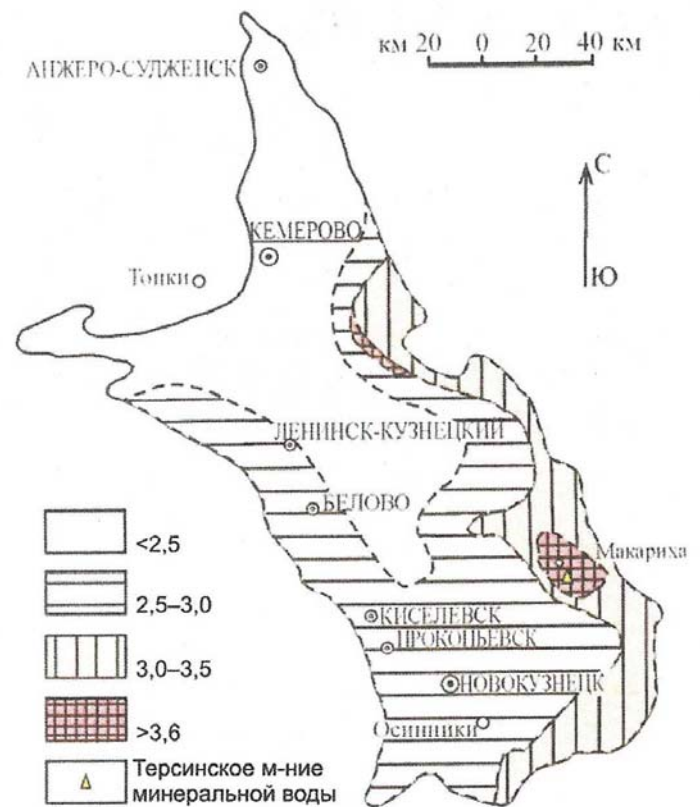 км 20 0 20 40 км
АНЖЕРО-СУДЖЕНСК
С
КЕМЕРОВО
Топки
Ю
ЛЕНИНСК-КУЗНЕЦКИЙ
БЕЛОВО
<2,5
Макариха
2,5–3,0
КИСЕЛЕВСК
ПРОКОПЬЕВСК
3,0–3,5
НОВОКУЗНЕЦК
Осинники
>3,6
Терсинское м-ние
минеральной воды